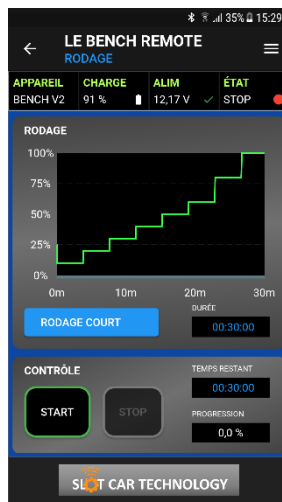 35% 15:29
LE BENCH REMOTE
RODAGE
APPAREIL CHARGE ALIM ÉTAT
BENCH V2 91 % 12,17 V STOP
RODAGE
100%
75%
50%
25%
0%
0m 10m 20m 30m
DURÉE
RODAGE COURT 00:30:00
CONTRÔLE TEMPS RESTANT
00:30:00
START STOP
PROGRESSION
0,0 %
SLOT CAR TECHNOLOGY